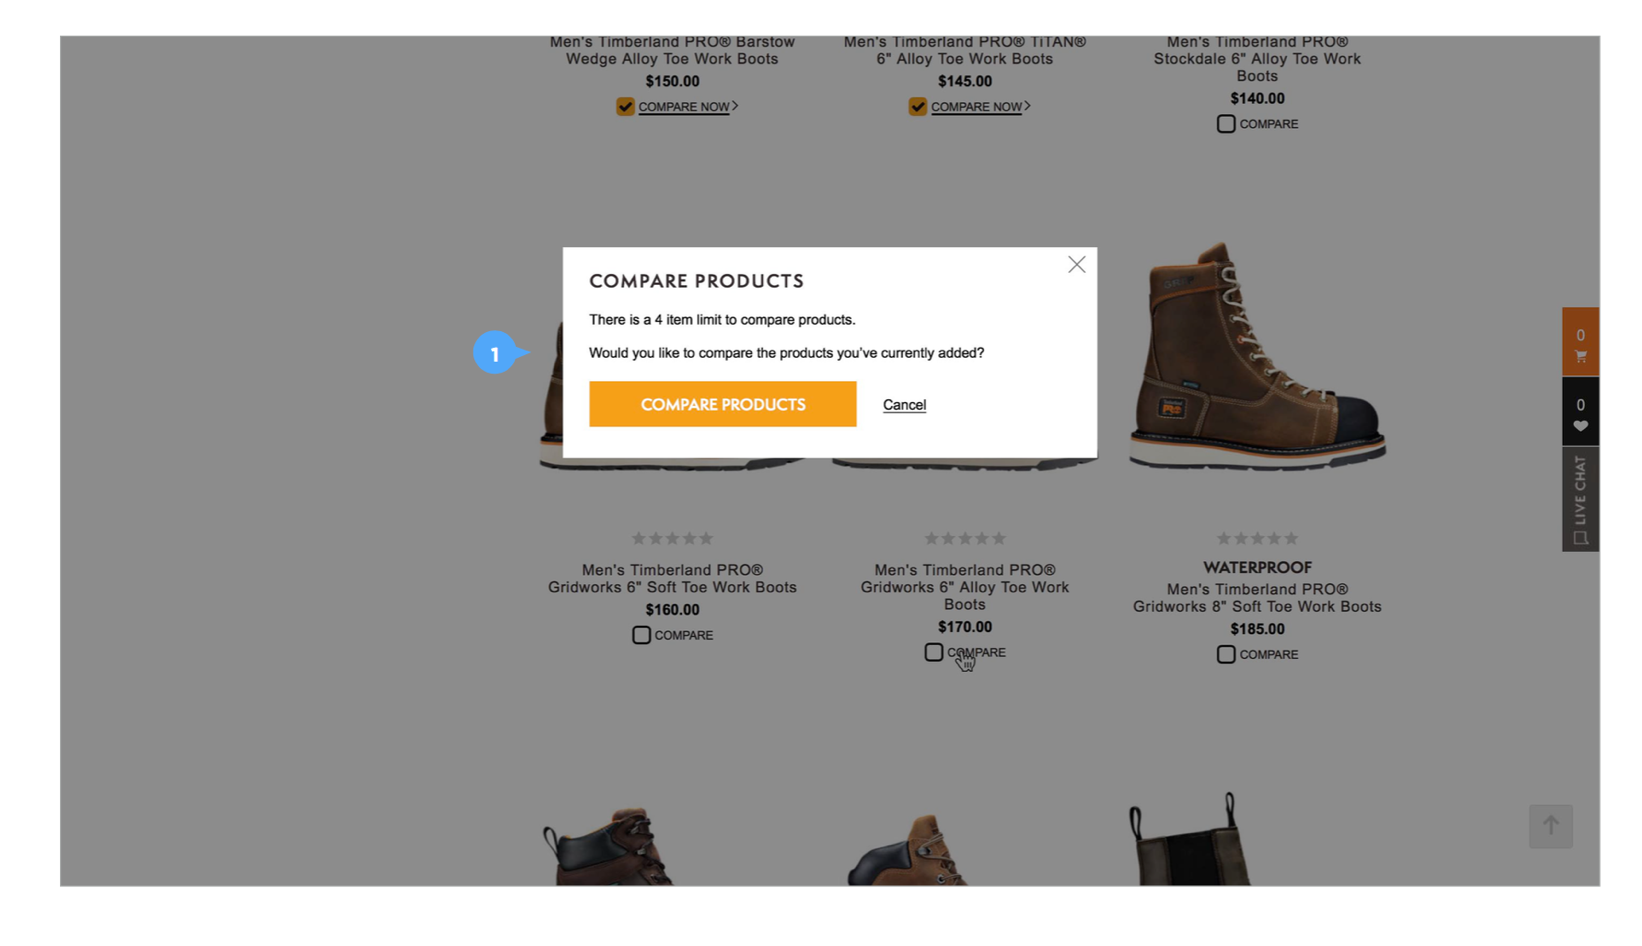 Men's Timberland PRO® Barstow
Wedge Alloy Toe Work Boots
$150.00
COMPARE NOW
Men's Timberland PRO® TiTAN®
6" Alloy Toe Work Boots
$145.00
COMPARE NOW
Men's Timberland PRO®
Stockdale 6" Alloy Toe Work
Boots
$140.00
COMPARE
COMPARE PRODUCTS
There is a 4 item limit to compare products.
1
Would you like to compare the products you've currently added?
COMPARE PRODUCTS
Cancel
0
0
LIVE CHAT
Men's Timberland PRO®
Gridworks 6" Soft Toe Work Boots
$160.00
COMPARE
Men's Timberland PRO®
Gridworks 6" Alloy Toe Work
Boots
$170.00
COMPARE
WATERPROOF
Men's Timberland PRO®
Gridworks 8" Soft Toe Work Boots
$185.00
COMPARE